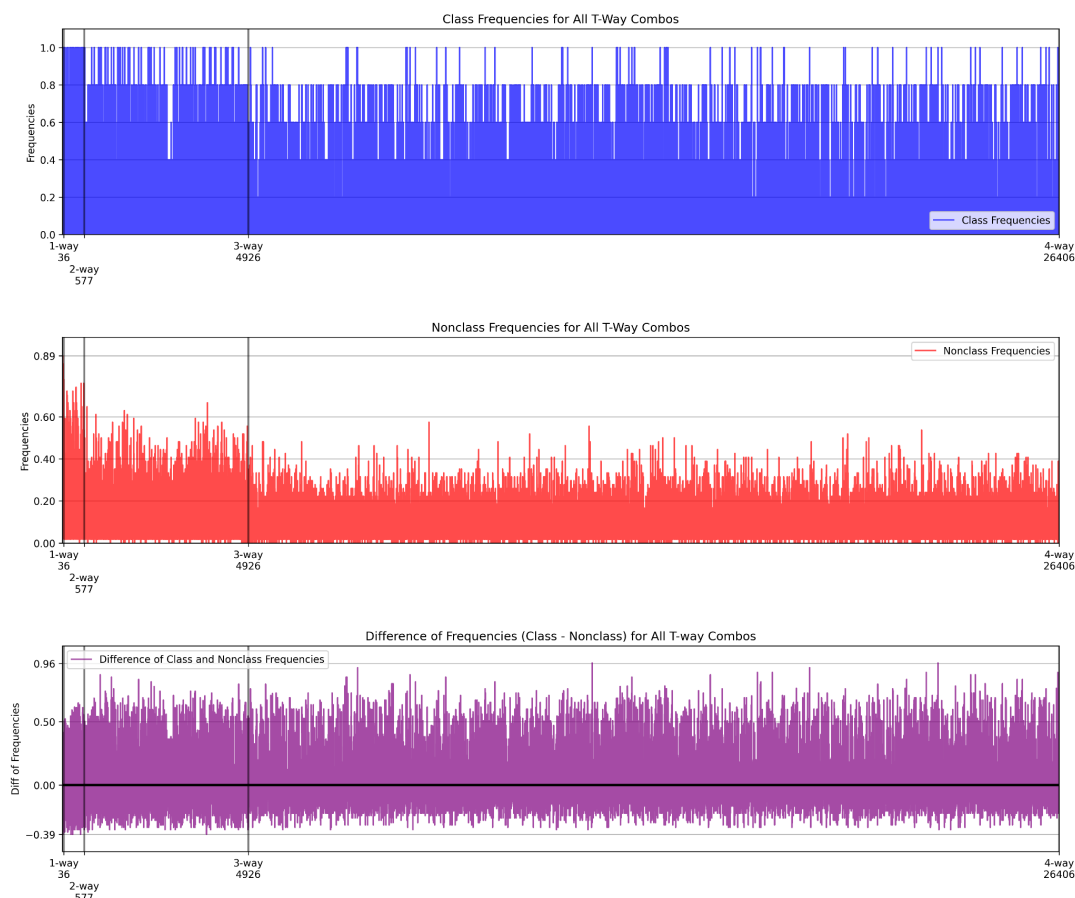 Class Frequencies for All T-Way Combos
1.0
0.8
0.6
0.4
0.2
0.0
Frequencies
Class Frequencies
1-way
36
2-way
577
3-way
4926
4-way
26406
Nonclass Frequencies for All T-Way Combos
0.89
0.60
0.40
0.20
0.00
Frequencies
Nonclass Frequencies
1-way
36
2-way
577
3-way
4926
4-way
26406
Difference of Frequencies (Class - Nonclass) for All T-way Combos
0.96
0.50
0.00
−0.39
Diff of Frequencies
Difference of Class and Nonclass Frequencies
1-way
36
2-way
577
3-way
4926
4-way
26406